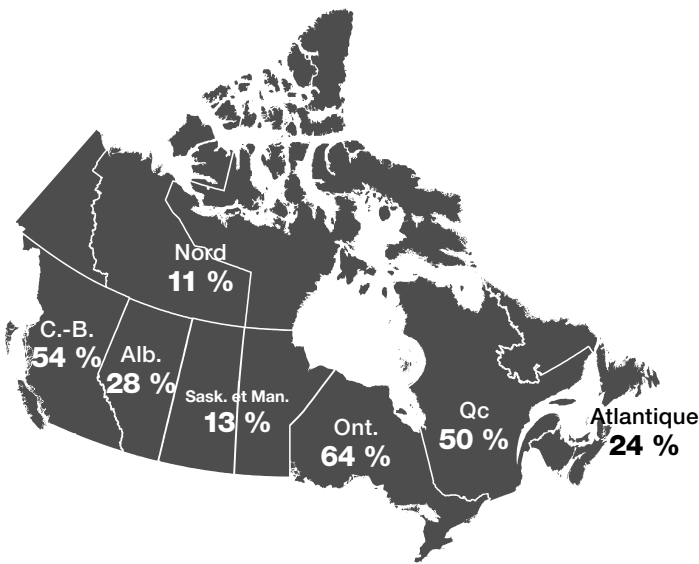 Nord
11 %
C.-B.
54 %
Alb.
28 %
Sask. et Man.
13 %
Ont.
64 %
Qc
50 %
Atlantique
24 %